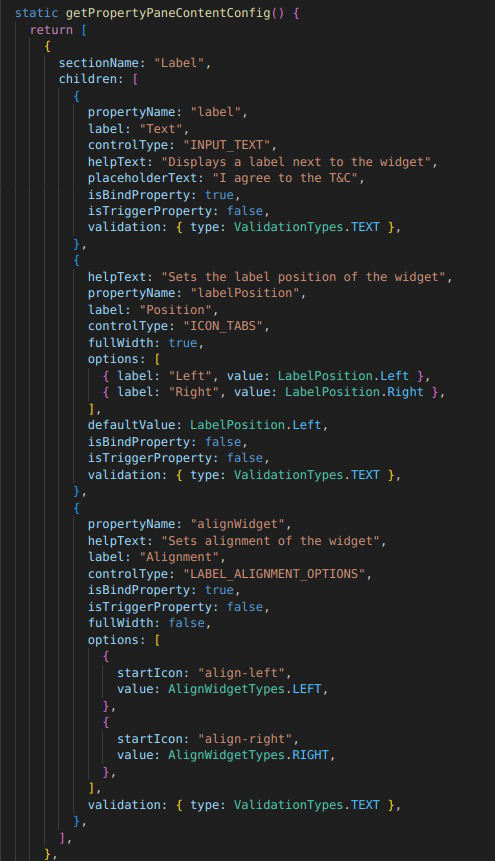 static getPropertyPaneContentConfig() {
  return [
    {
      sectionName: "Label",
      children: [
        {
          propertyName: "label",
          label: "Text",
          controlType: "INPUT_TEXT",
          helpText: "Displays a label next to the widget",
          placeholderText: "I agree to the T&C",
          isBindProperty: true,
          isTriggerProperty: false,
          validation: { type: ValidationTypes.TEXT },
        },
        {
          helpText: "Sets the label position of the widget",
          propertyName: "labelPosition",
          label: "Position",
          controlType: "ICON_TABS",
          fullWidth: true,
          options: [
            { label: "Left", value: LabelPosition.Left },
            { label: "Right", value: LabelPosition.Right },
          ],
          defaultValue: LabelPosition.Left,
          isBindProperty: false,
          isTriggerProperty: false,
          validation: { type: ValidationTypes.TEXT },
        },
        {
          propertyName: "alignWidget",
          helpText: "Sets alignment of the widget",
          label: "Alignment",
          controlType: "LABEL_ALIGNMENT_OPTIONS",
          isBindProperty: true,
          isTriggerProperty: false,
          fullWidth: false,
          options: [
            {
              startIcon: "align-left",
              value: AlignWidgetTypes.LEFT,
            },
            {
              startIcon: "align-right",
              value: AlignWidgetTypes.RIGHT,
            },
          ],
          validation: { type: ValidationTypes.TEXT },
        },
      ],
    },